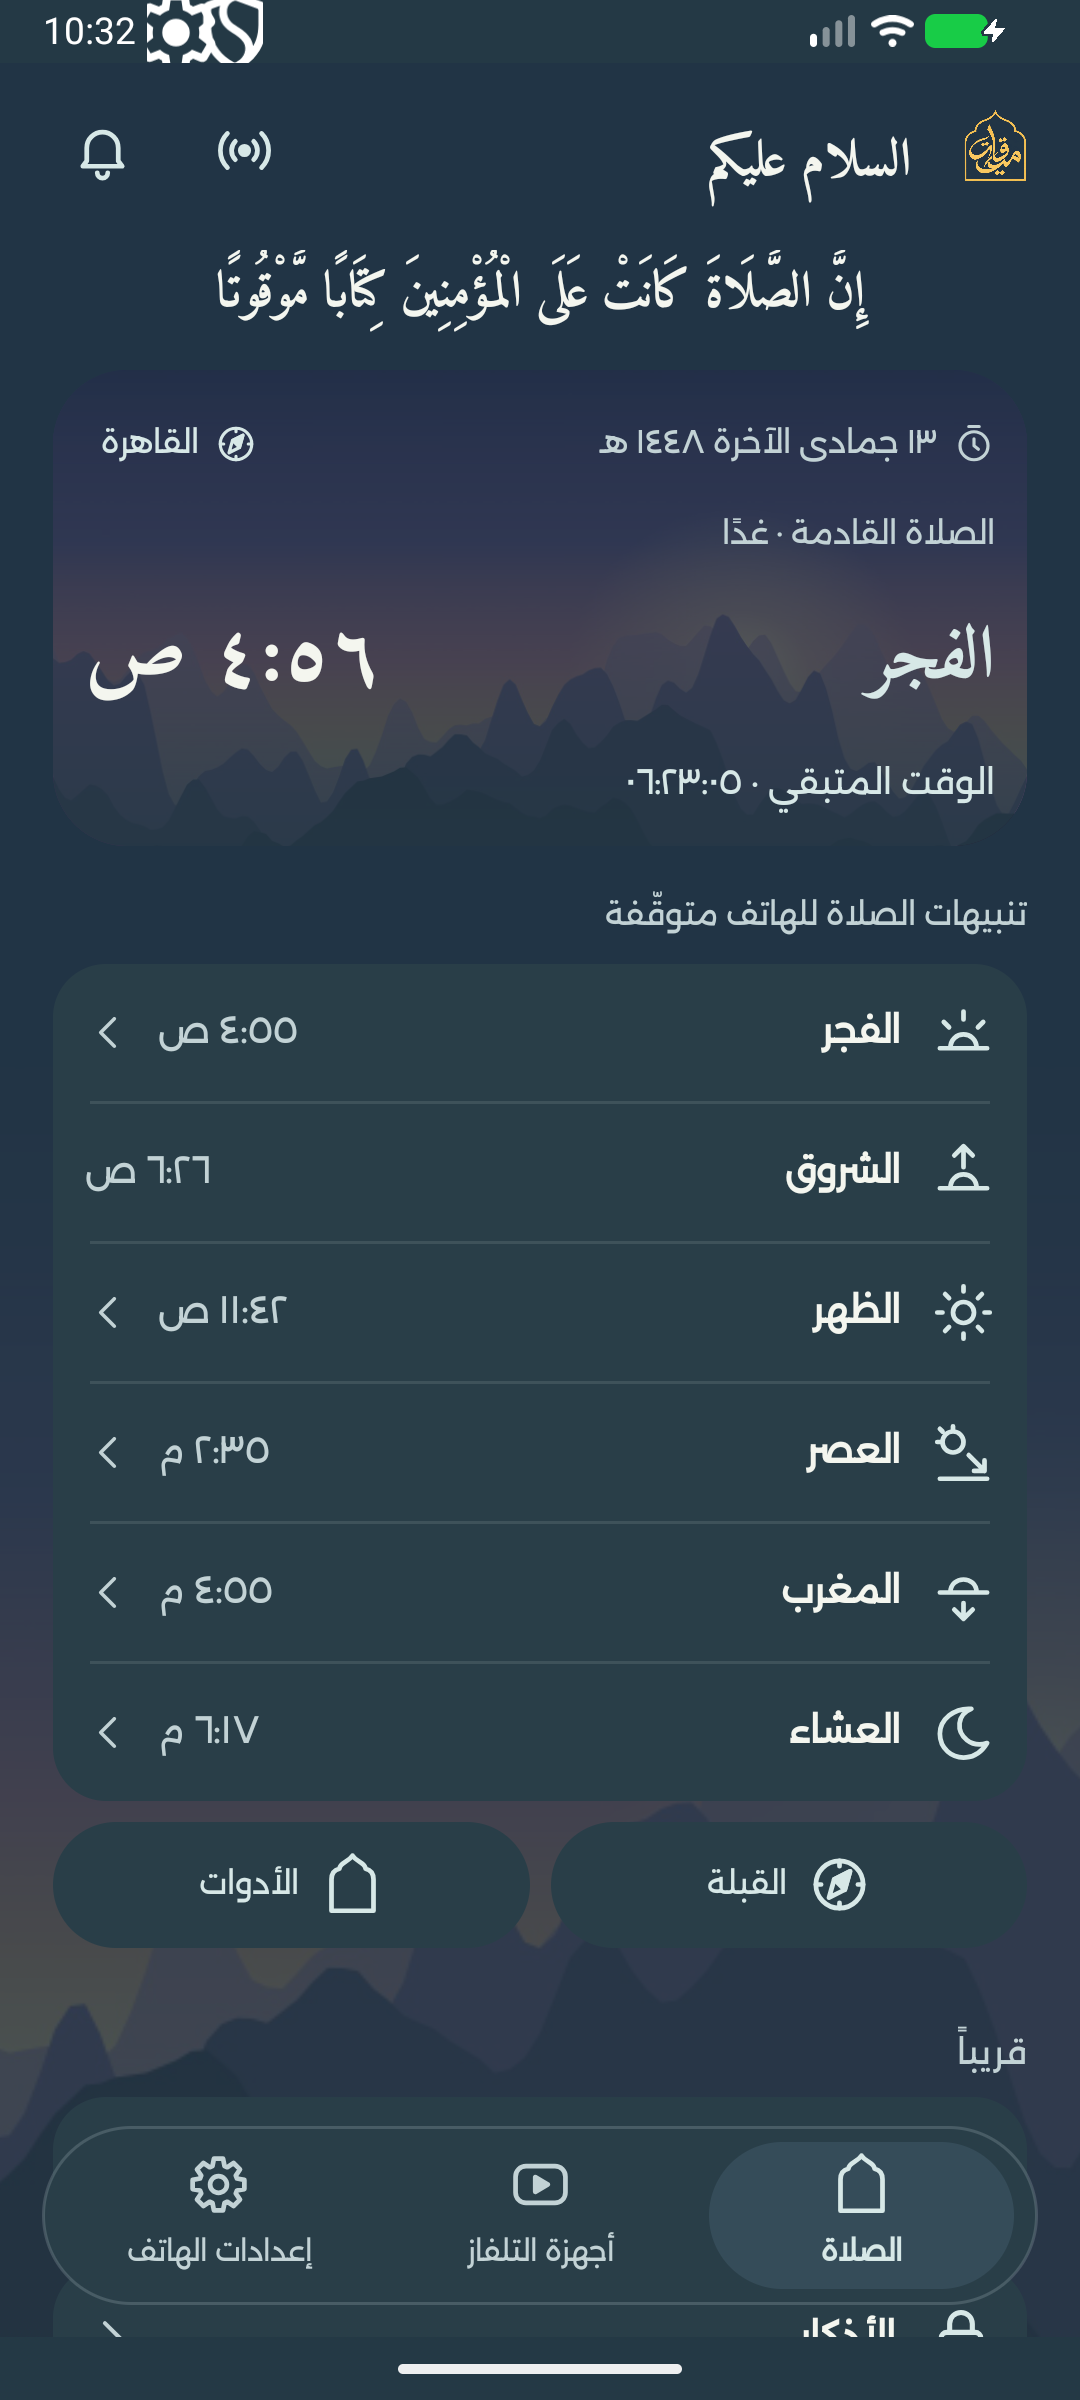 10:32
السلام عليكم
إِنَّ الصَّلَاةَ كَانَتْ عَلَى الْمُؤْمِنِينَ كِتَابًا مَّوْقُوتًا
١٣ جمادى الآخرة ١٤٤٨ هـ
القاهرة
الصلاة القادمة · غدًا
الفجر
٤:٥٦ ص
الوقت المتبقي · ٠٦:٢٣:٠٥
تنبيهات الصلاة للهاتف متوقّفة
الفجر ٤:٥٥ ص
الشروق ٦:٢٦ ص
الظهر ١١:٤٢ ص
العصر ٢:٣٥ م
المغرب ٤:٥٥ م
العشاء ٦:١٧ م
القبلة
الأدوات
قريباً
الصلاة
أجهزة التلفاز
إعدادات الهاتف
الأذكار